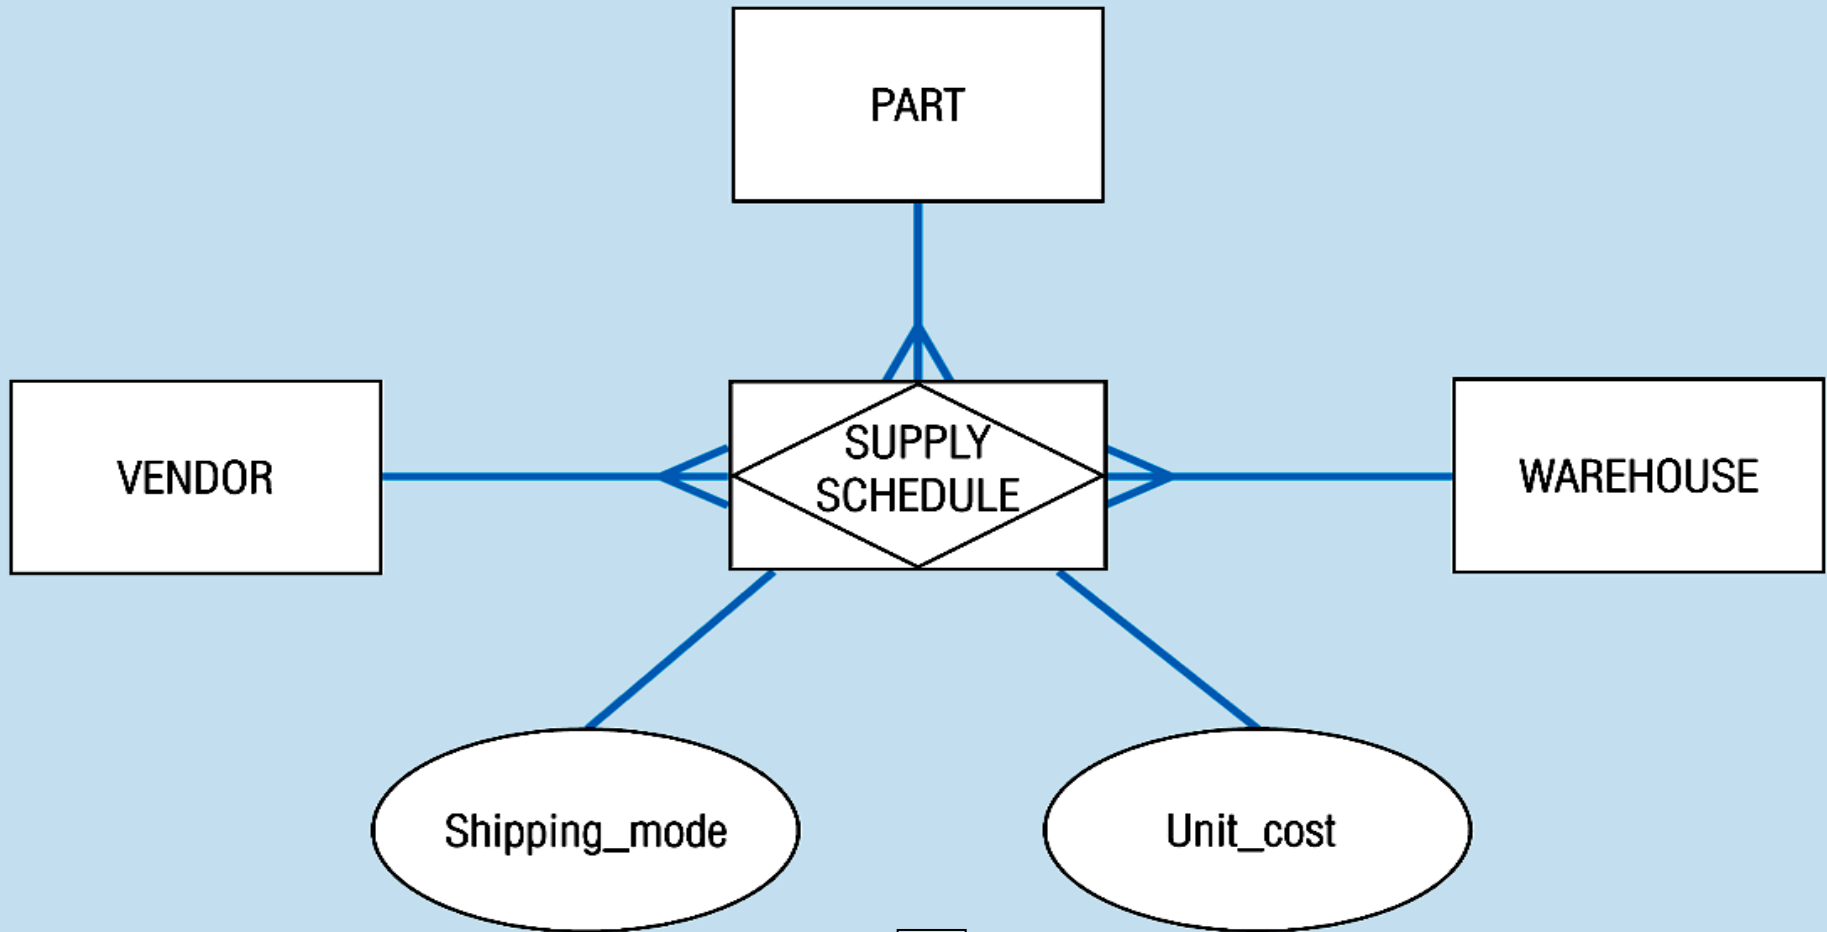 PART
VENDOR
SUPPLY
SCHEDULE
WAREHOUSE
Shipping_mode
Unit_cost